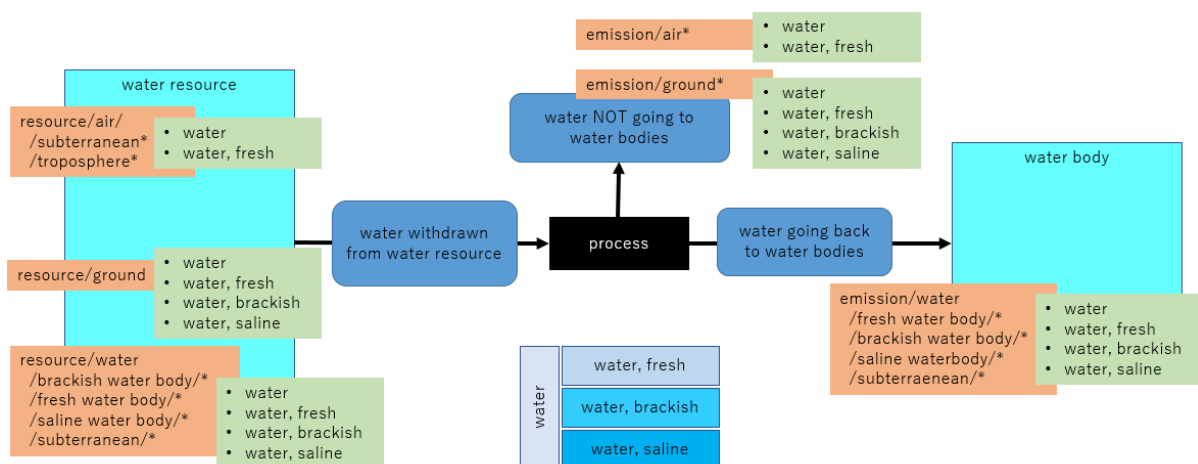 water resource
resource/air/
/subterranean*
/troposphere*
• water
• water, fresh
resource/ground
• water
• water, fresh
• water, brackish
• water, saline
resource/water
/brackish water body/*
/fresh water body/*
/saline water body/*
/subterranean/*
• water
• water, fresh
• water, brackish
• water, saline
water withdrawn
from water resource
emission/air*
• water
• water, fresh
emission/ground*
• water
• water, fresh
• water, brackish
• water, saline
water NOT going to
water bodies
process
water going back
to water bodies
water body
emission/water
/fresh water body/*
/brackish water body/*
/saline waterbody/*
/subterraenean/*
• water
• water, fresh
• water, brackish
• water, saline
water
water, fresh
water, brackish
water, saline